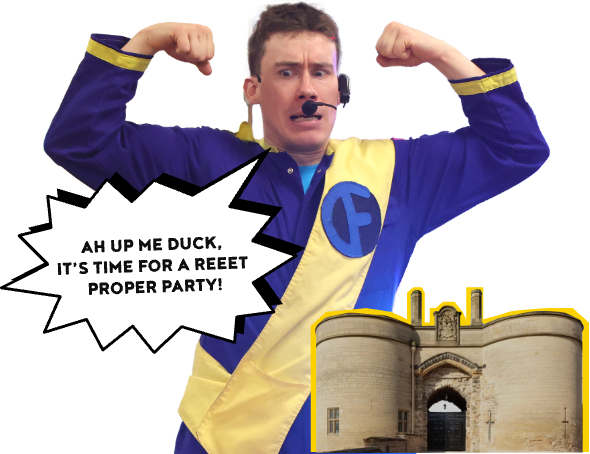 AH UP ME DUCK,
IT'S TIME FOR A REEET
PROPER PARTY!
F